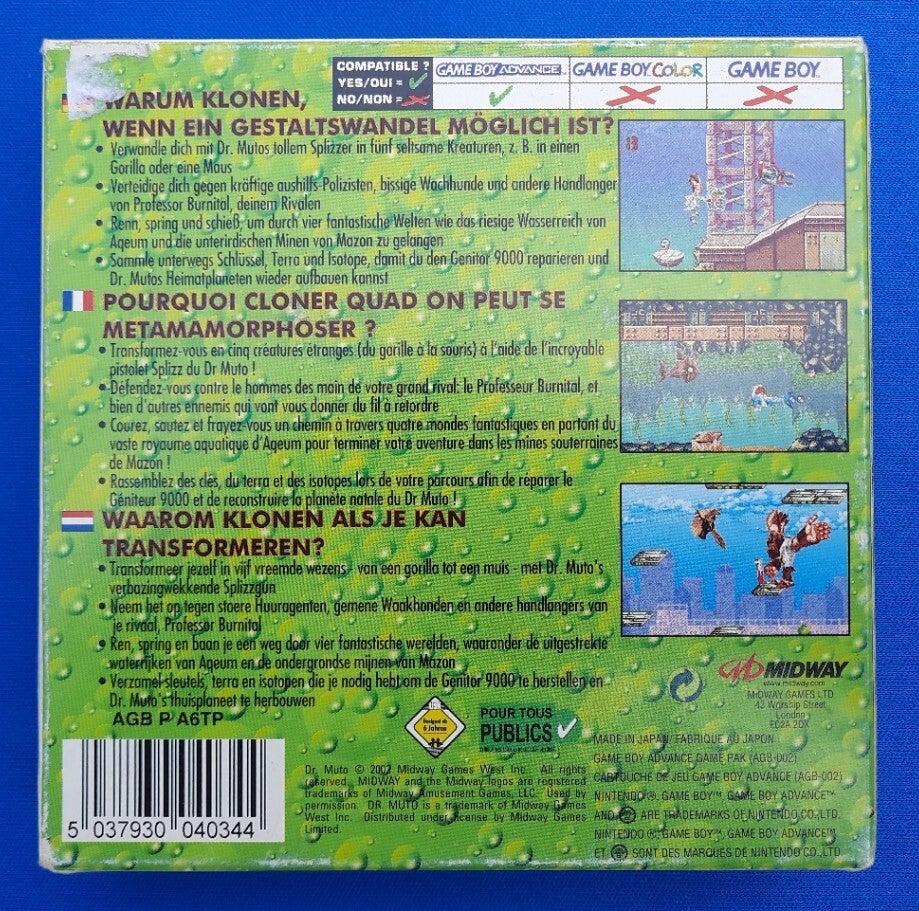 COMPATIBLE ?
YES/OUI =
NO/NON =
GAME BOY ADVANCE
GAME BOY COLOR
GAME BOY
WARUM KLONEN,
WENN EIN GESTALTSWANDEL MÖGLICH IST?
• Verwandle dich mit Dr. Mutos tollem Splizzer in fünf seltsame Kreaturen, z. B. in einen
Gorilla oder eine Maus
• Verteidige dich gegen kräftige aushilfs-Polizisten, bissige Wachhunde und andere Handlanger
von Professor Burnital, deinem Rivalen
• Renn, spring und schieß, um durch vier fantastische Welten wie das riesige Wasserreich von
Aqeum und die unterirdischen Minen von Mazon zu gelangen
• Sammle unterwegs Schlüssel, Terra und Isotope, damit du den Genitor 9000 reparieren und
Dr. Mutos Heimatplaneten wieder aufbauen kannst
POURQUOI CLONER QUAD ON PEUT SE
METAMAMORPHOSER ?
• Transformez-vous en cinq créatures étranges (du gorille à la souris) à l'aide de l'incroyable
pistolet Splizz du Dr Muto !
• Défendez-vous contre le hommes des main de votre grand rival: le Professeur Burnital, et
bien d'autres ennemis qui vont vous donner du fil à retordre
• Courez, sautez et frayez-vous un chemin à travers quatre mondes fantastiques en partant du
vaste royaume aquatique d'Aqeum pour terminer votre aventure dans les mines souterraines
de Mazon !
• Rassemblez des clés, du terra et des isotopes lors de votre parcours afin de réparer le
Géniteur 9000 et de reconstruire la planète natale du Dr Muto !
WAAROM KLONEN ALS JE KAN
TRANSFORMEREN?
• Transformeer jezelf in vijf vreemde wezens - van een gorilla tot een muis - met Dr. Muto's
verbazingwekkende Splizzgun
• Neem het op tegen stoere Huuragenten, gemene Waakhonden en andere handlangers van
je rivaal, Professor Burnital
• Ren, spring en baan je een weg door vier fantastische werelden, waaronder de uitgestrekte
waterrijken van Aqeum en de ondergrondse mijnen van Mazon
• Verzamel sleutels, terra en isotopen die je nodig hebt om de Genitor 9000 te herstellen en
Dr. Muto's thuisplaneet te herbouwen
AGB P A6TP
5 037930 040344
Geeignet ab
6 Jahren
POUR TOUS
PUBLICS
Dr. Muto © 2002 Midway Games West Inc. All rights
reserved. MIDWAY and the Midway logos are registered
trademarks of Midway Amusement Games, LLC. Used by
permission. DR. MUTO is a trademark of Midway Games
West Inc. Distributed under license by Midway Games
Limited.
MIDWAY
www.midway.com
MIDWAY GAMES LTD
43 Worship Street
London
EC2A 2DX
MADE IN JAPAN/FABRIQUE AU JAPON
GAME BOY ADVANCE GAME PAK (AGB-002)
CARTOUCHE DE JEU GAME BOY ADVANCE (AGB-002)
NINTENDO ®, GAME BOY™, GAME BOY ADVANCE™
AND ARE TRADEMARKS OF NINTENDO CO.,LTD.
NINTENDO ®, GAME BOY™, GAME BOY ADVANCE™
ET SONT DES MARQUES DE NINTENDO CO.,LTD.